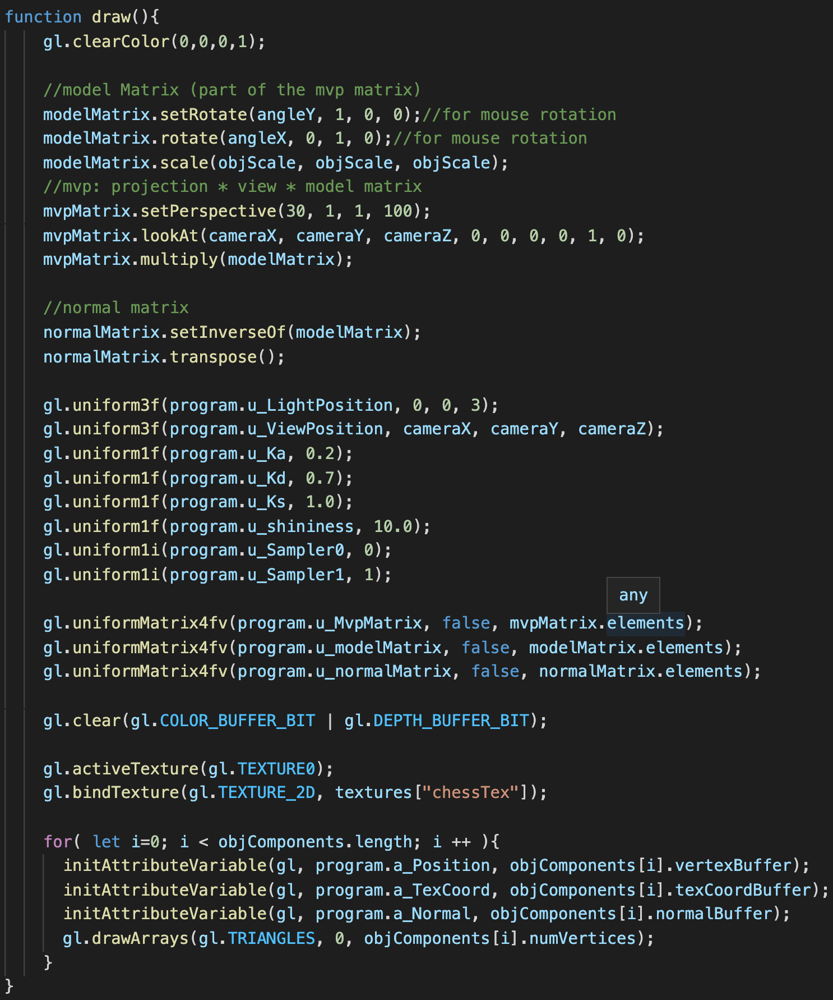 function draw(){
    gl.clearColor(0,0,0,1);

    //model Matrix (part of the mvp matrix)
    modelMatrix.setRotate(angleY, 1, 0, 0);//for mouse rotation
    modelMatrix.rotate(angleX, 0, 1, 0);//for mouse rotation
    modelMatrix.scale(objScale, objScale, objScale);
    //mvp: projection * view * model matrix
    mvpMatrix.setPerspective(30, 1, 1, 100);
    mvpMatrix.lookAt(cameraX, cameraY, cameraZ, 0, 0, 0, 0, 1, 0);
    mvpMatrix.multiply(modelMatrix);

    //normal matrix
    normalMatrix.setInverseOf(modelMatrix);
    normalMatrix.transpose();

    gl.uniform3f(program.u_LightPosition, 0, 0, 3);
    gl.uniform3f(program.u_ViewPosition, cameraX, cameraY, cameraZ);
    gl.uniform1f(program.u_Ka, 0.2);
    gl.uniform1f(program.u_Kd, 0.7);
    gl.uniform1f(program.u_Ks, 1.0);
    gl.uniform1f(program.u_shininess, 10.0);
    gl.uniform1i(program.u_Sampler0, 0);
    gl.uniform1i(program.u_Sampler1, 1);
any
    gl.uniformMatrix4fv(program.u_MvpMatrix, false, mvpMatrix.elements);
    gl.uniformMatrix4fv(program.u_modelMatrix, false, modelMatrix.elements);
    gl.uniformMatrix4fv(program.u_normalMatrix, false, normalMatrix.elements);

    gl.clear(gl.COLOR_BUFFER_BIT | gl.DEPTH_BUFFER_BIT);

    gl.activeTexture(gl.TEXTURE0);
    gl.bindTexture(gl.TEXTURE_2D, textures["chessTex"]);

    for( let i=0; i < objComponents.length; i ++ ){
      initAttributeVariable(gl, program.a_Position, objComponents[i].vertexBuffer);
      initAttributeVariable(gl, program.a_TexCoord, objComponents[i].texCoordBuffer);
      initAttributeVariable(gl, program.a_Normal, objComponents[i].normalBuffer);
      gl.drawArrays(gl.TRIANGLES, 0, objComponents[i].numVertices);
    }
}